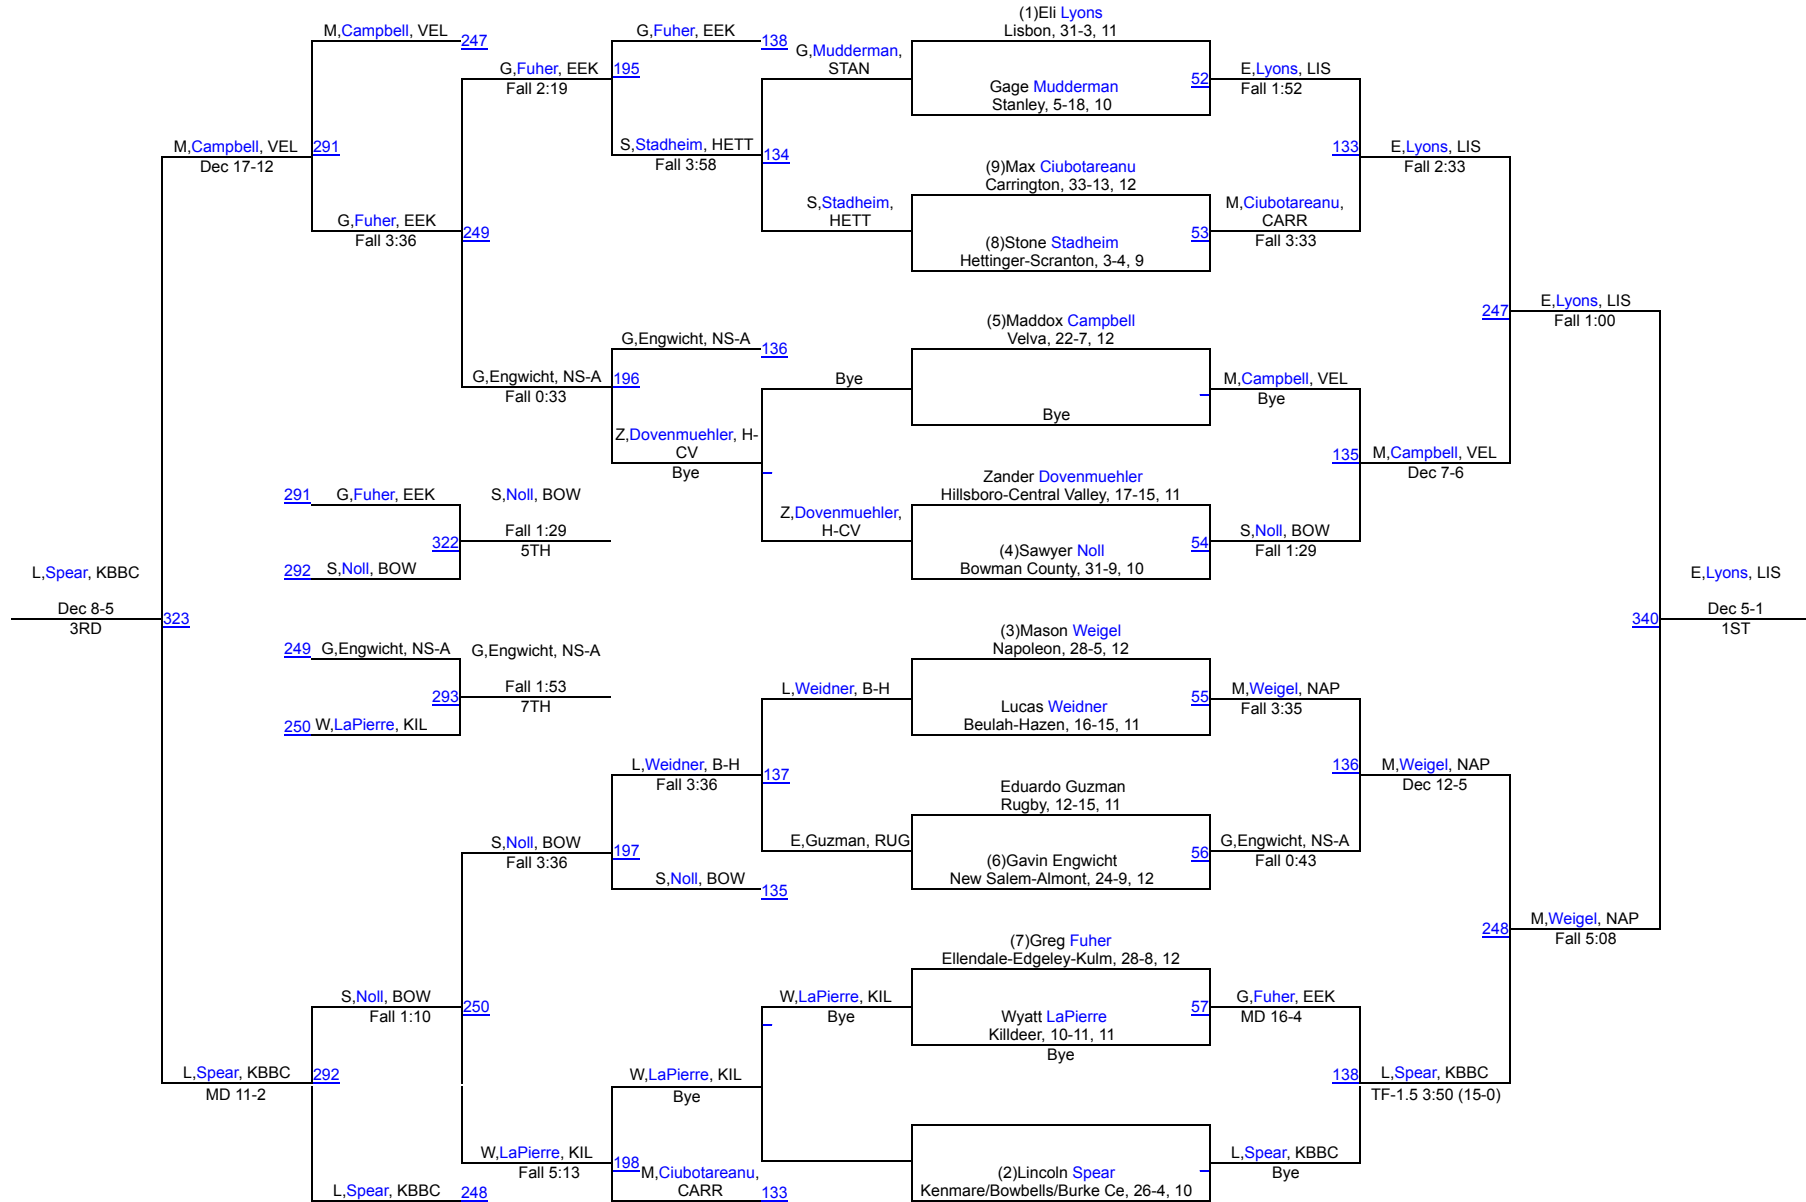 (1)Eli Lyons
Lisbon, 31-3, 11
M,Campbell, VEL
247
G,Fuher, EEK
138
G,Mudderman,
STAN
G,Fuher, EEK
195
Fall 2:19
Gage Mudderman
Stanley, 5-18, 10
52
E,Lyons, LIS
Fall 1:52
M,Campbell, VEL
291
Dec 17-12
S,Stadheim, HETT
134
Fall 3:58
(9)Max Ciubotareanu
Carrington, 33-13, 12
133
E,Lyons, LIS
Fall 2:33
G,Fuher, EEK
249
Fall 3:36
S,Stadheim,
HETT
(8)Stone Stadheim
Hettinger-Scranton, 3-4, 9
53
M,Ciubotareanu,
CARR
Fall 3:33
247
E,Lyons, LIS
Fall 1:00
G,Engwicht, NS-A
136
(5)Maddox Campbell
Velva, 22-7, 12
G,Engwicht, NS-A
196
Fall 0:33
Bye
Bye
M,Campbell, VEL
Bye
Z,Dovenmuehler, H-
CV
Bye
135
M,Campbell, VEL
Dec 7-6
Zander Dovenmuehler
Hillsboro-Central Valley, 17-15, 11
291
G,Fuher, EEK
S,Noll, BOW
Z,Dovenmuehler,
H-CV
Fall 1:29
322
5TH
(4)Sawyer Noll
Bowman County, 31-9, 10
54
S,Noll, BOW
Fall 1:29
292
S,Noll, BOW
L,Spear, KBBC
Dec 8-5
3RD
323
E,Lyons, LIS
340
Dec 5-1
1ST
249
G,Engwicht, NS-A
G,Engwicht, NS-A
(3)Mason Weigel
Napoleon, 28-5, 12
293
Fall 1:53
7TH
L,Weidner, B-H
Lucas Weidner
Beulah-Hazen, 16-15, 11
55
M,Weigel, NAP
Fall 3:35
250
W,LaPierre, KIL
L,Weidner, B-H
137
Fall 3:36
136
M,Weigel, NAP
Dec 12-5
Eduardo Guzman
Rugby, 12-15, 11
S,Noll, BOW
197
Fall 3:36
E,Guzman, RUG
(6)Gavin Engwicht
New Salem-Almont, 24-9, 12
56
G,Engwicht, NS-A
Fall 0:43
S,Noll, BOW
135
248
M,Weigel, NAP
Fall 5:08
(7)Greg Fuher
Ellendale-Edgeley-Kulm, 28-8, 12
S,Noll, BOW
250
Fall 1:10
W,LaPierre, KIL
Bye
Wyatt LaPierre
Killdeer, 10-11, 11
Bye
57
G,Fuher, EEK
MD 16-4
L,Spear, KBBC
292
MD 11-2
W,LaPierre, KIL
Bye
138
L,Spear, KBBC
TF-1.5 3:50 (15-0)
W,LaPierre, KIL
198
Fall 5:13
L,Spear, KBBC
248
M,Ciubotareanu,
CARR
133
(2)Lincoln Spear
Kenmare/Bowbells/Burke Ce, 26-4, 10
L,Spear, KBBC
Bye